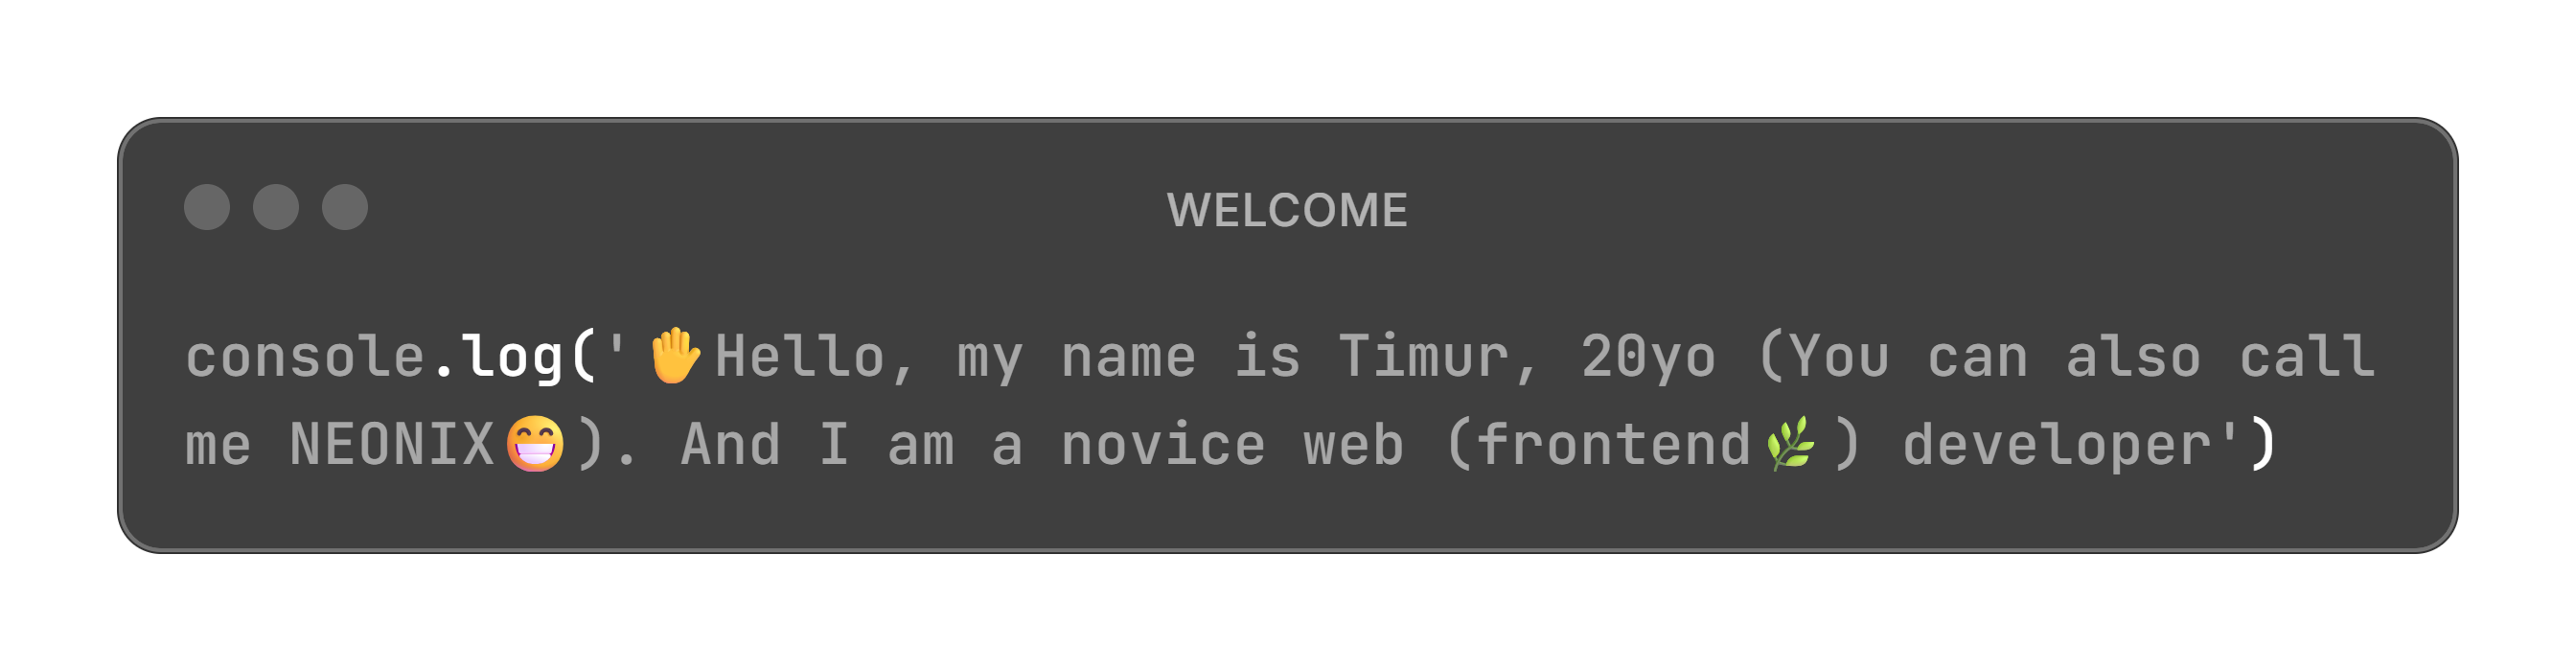 WELCOME
console.log('✋Hello, my name is Timur, 20yo (You can also call
me NEONIX😁). And I am a novice web (frontend🌿) developer')